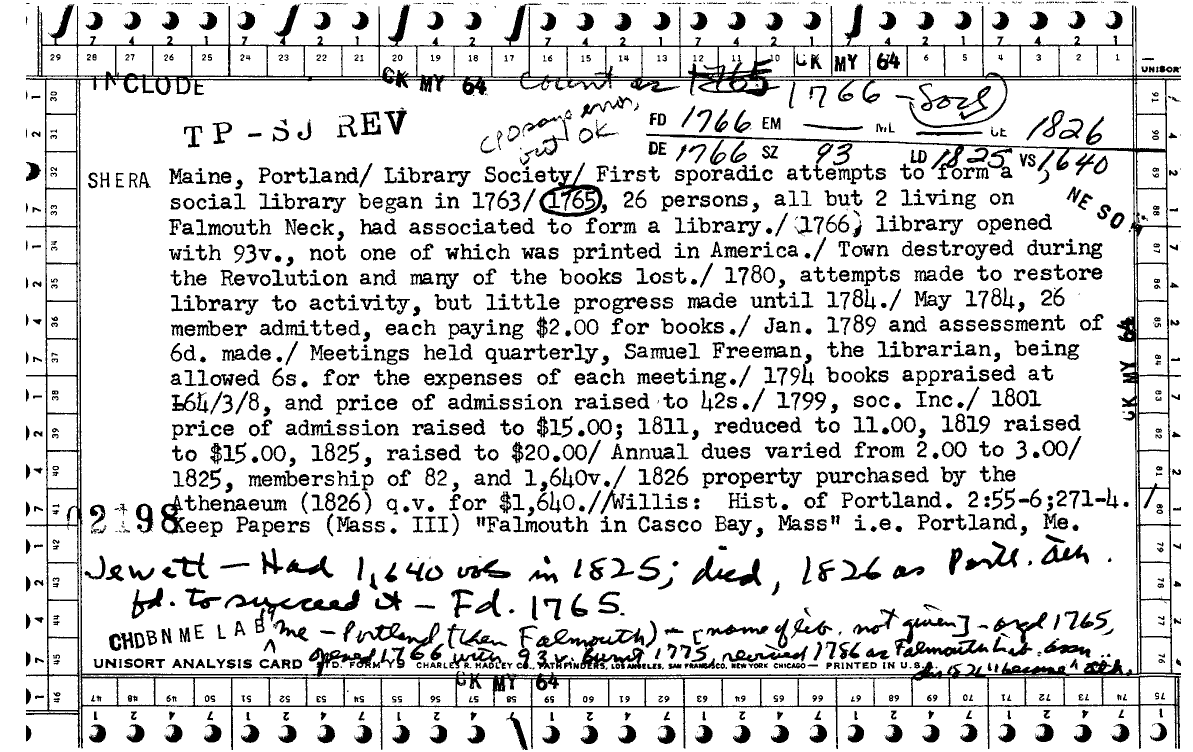 INCLUDE
CK MY 64
Count as 1765
1766 - Socy
CK MY 64
UNISORT
TP-SJ REV
error, but OK
FD 1766 EM — ML — CE 1826
DE 1766 SZ 93 LD 1825 VS 1,640
NE SO
SHERA Maine, Portland/ Library Society/ First sporadic attempts to form a
social library began in 1763/ 1765, 26 persons, all but 2 living on
Falmouth Neck, had associated to form a library./ 1766, library opened
with 93v., not one of which was printed in America./ Town destroyed during
the Revolution and many of the books lost./ 1780, attempts made to restore
library to activity, but little progress made until 1784./ May 1784, 26
member admitted, each paying $2.00 for books./ Jan. 1789 and assessment of
6d. made./ Meetings held quarterly, Samuel Freeman, the librarian, being
allowed 6s. for the expenses of each meeting./ 1794 books appraised at
Ł64/3/8, and price of admission raised to 42s./ 1799, soc. Inc./ 1801
price of admission raised to $15.00; 1811, reduced to 11.00, 1819 raised
to $15.00, 1825, raised to $20.00/ Annual dues varied from 2.00 to 3.00/
1825, membership of 82, and 1,640v./ 1826 property purchased by the
Athenaeum (1826) q.v. for $1,640.//Willis: Hist. of Portland. 2:55-6;271-4.
02198
Keep Papers (Mass. III) "Falmouth in Casco Bay, Mass" i.e. Portland, Me.
CK MY 64
Jewett — Had 1,640 vols in 1825; died, 1826 as Portl. Ath.
fd. to succeed it — Fd. 1765.
CHDBNME LAB Me - Portland (then Falmouth) - [name of lib. not given] - orgd 1765,
opened 1766 with 93 v. burnt 1775, revived 1786 as Falmouth Lab. assn..
In 1826 "became" Ath.
UNISORT ANALYSIS CARD FORM Y9 CHARLES R. HADLEY CO., PATHFINDERS, LOS ANGELES, SAN FRANCISCO, NEW YORK CHICAGO — PRINTED IN U.S.
CK MY 64